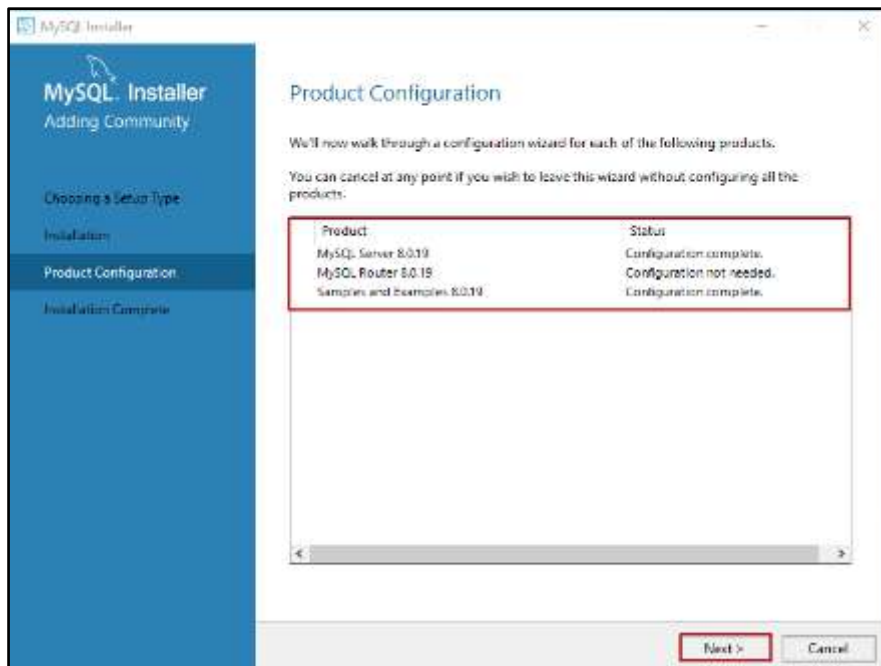 MySQL Installer
MySQL. Installer
Adding Community
Choosing a Setup Type
Installation
Product Configuration
Installation Complete
Product Configuration
We'll now walk through a configuration wizard for each of the following products.
You can cancel at any point if you wish to leave this wizard without configuring all the
products.
Product Status
MySQL Server 8.0.19 Configuration complete.
MySQL Router 8.0.19 Configuration not needed.
Samples and Examples 8.0.19 Configuration complete.
Next >
Cancel